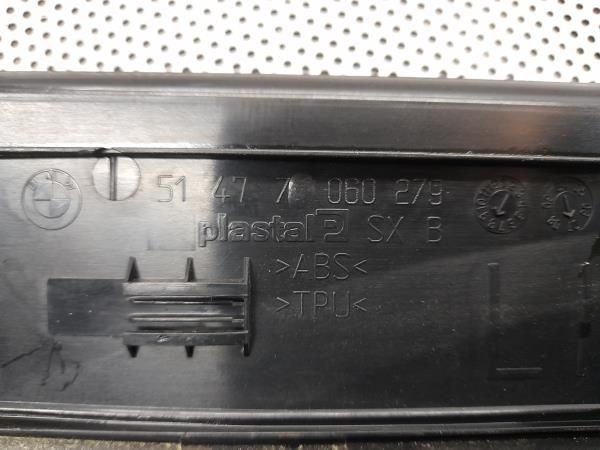 51 47 7 060 279
plastal SX B
>ABS<
>TPU<
L